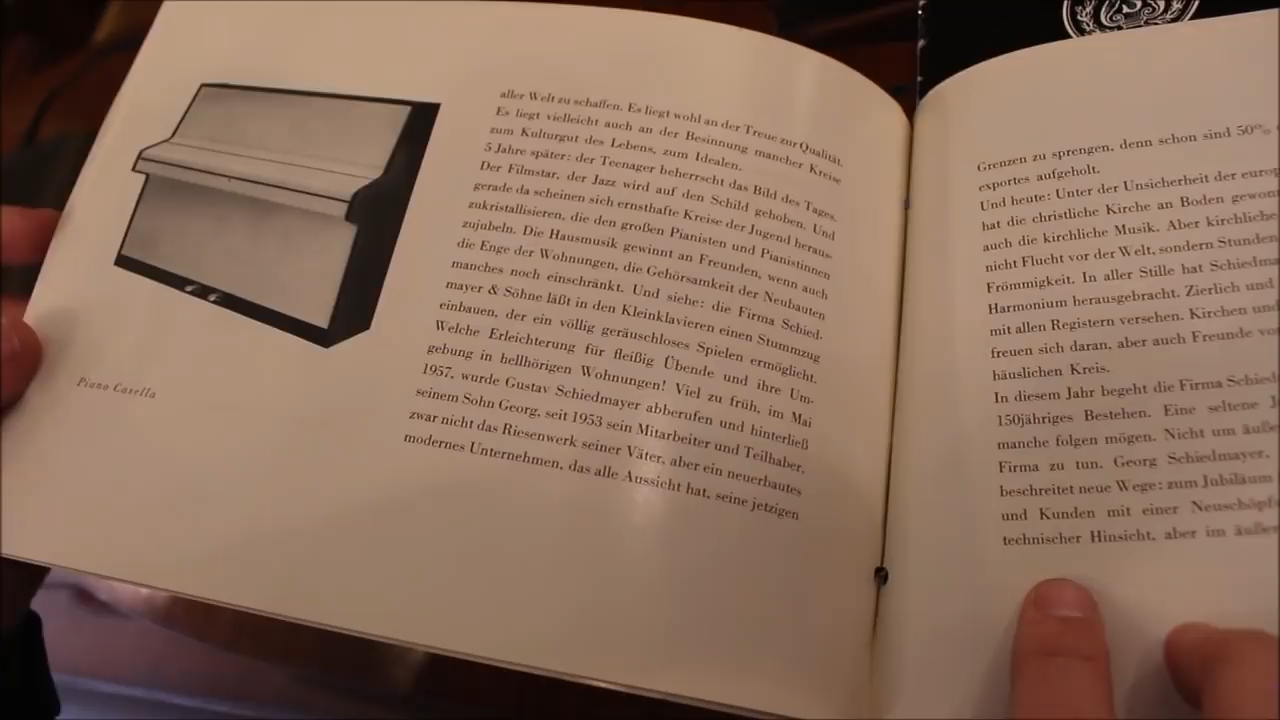 Piano Casella
aller Welt zu schaffen. Es liegt wohl an der Treue zur Qualität.
Es liegt vielleicht auch an der Besinnung mancher Kreise
zum Kulturgut des Lebens, zum Idealen.
5 Jahre später: der Teenager beherrscht das Bild des Tages.
Der Filmstar, der Jazz wird auf den Schild gehoben. Und
gerade da scheinen sich ernsthafte Kreise der Jugend heraus-
zukristallisieren, die den großen Pianisten und Pianistinnen
zujubeln. Die Hausmusik gewinnt an Freunden, wenn auch
die Enge der Wohnungen, die Gehörsamkeit der Neubauten
manches noch einschränkt. Und siehe: die Firma Schied-
mayer & Söhne läßt in den Kleinklavieren einen Stummzug
einbauen, der ein völlig geräuschloses Spielen ermöglicht.
Welche Erleichterung für fleißig Übende und ihre Um-
gebung in hellhörigen Wohnungen! Viel zu früh, im Mai
1957, wurde Gustav Schiedmayer abberufen und hinterließ
seinem Sohn Georg, seit 1953 sein Mitarbeiter und Teilhaber,
zwar nicht das Riesenwerk seiner Väter, aber ein neuerbautes
modernes Unternehmen, das alle Aussicht hat, seine jetzigen
Grenzen zu sprengen, denn schon sind 50%
exportes aufgeholt.
Und heute: Unter der Unsicherheit der
hat die christliche Kirche an Boden
auch die kirchliche Musik. Aber kirchliche
nicht Flucht vor der Welt, sondern Stunden
Frömmigkeit. In aller Stille hat
Harmonium herausgebracht. Zierlich und
mit allen Registern versehen. Kirchen und
freuen sich daran, aber auch Freunde
häuslichen Kreis.
In diesem Jahr begeht die Firma
150jähriges Bestehen. Eine seltene
manche folgen mögen. Nicht um
Firma zu tun. Georg Schiedmayer,
beschreitet neue Wege: zum Jubiläum
und Kunden mit einer
technischer Hinsicht, aber im